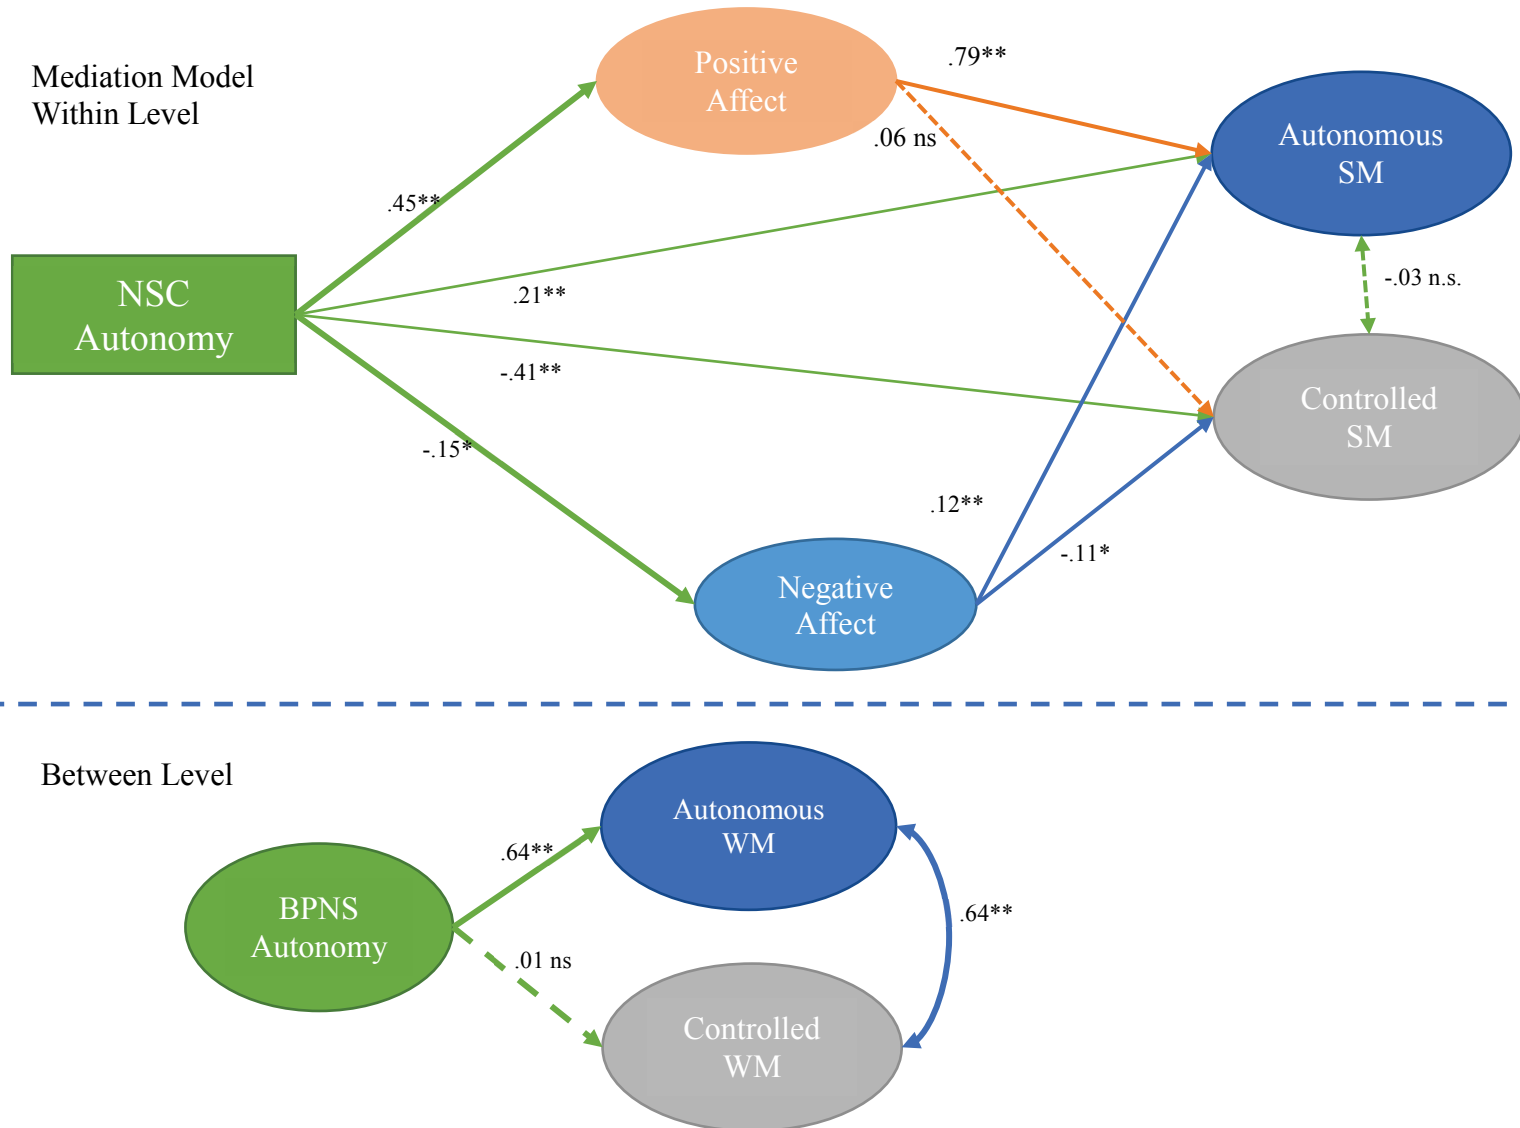 Mediation Model
Within Level
Positive
Affect
.79**
.06 ns
Autonomous
SM
.45**
NSC
Autonomy
.21**
-.03 n.s.
-.41**
Controlled
SM
-.15*
.12**
-.11*
Negative
Affect
Between Level
Autonomous
WM
.64**
BPNS
Autonomy
.64**
.01 ns
Controlled
WM